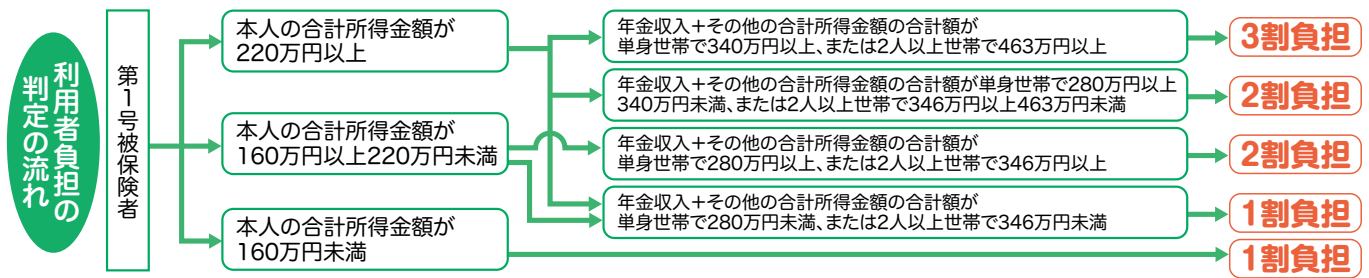 利用者負担の
判定の流れ
第1号被保険者
本人の合計所得金額が
220万円以上
本人の合計所得金額が
160万円以上220万円未満
本人の合計所得金額が
160万円未満
年金収入+その他の合計所得金額の合計額が
単身世帯で340万円以上、または2人以上世帯で463万円以上
3割負担
年金収入+その他の合計所得金額の合計額が単身世帯で280万円以上
340万円未満、または2人以上世帯で346万円以上463万円未満
2割負担
年金収入+その他の合計所得金額の合計額が
単身世帯で280万円以上、または2人以上世帯で346万円以上
2割負担
年金収入+その他の合計所得金額の合計額が
単身世帯で280万円未満、または2人以上世帯で346万円未満
1割負担
1割負担